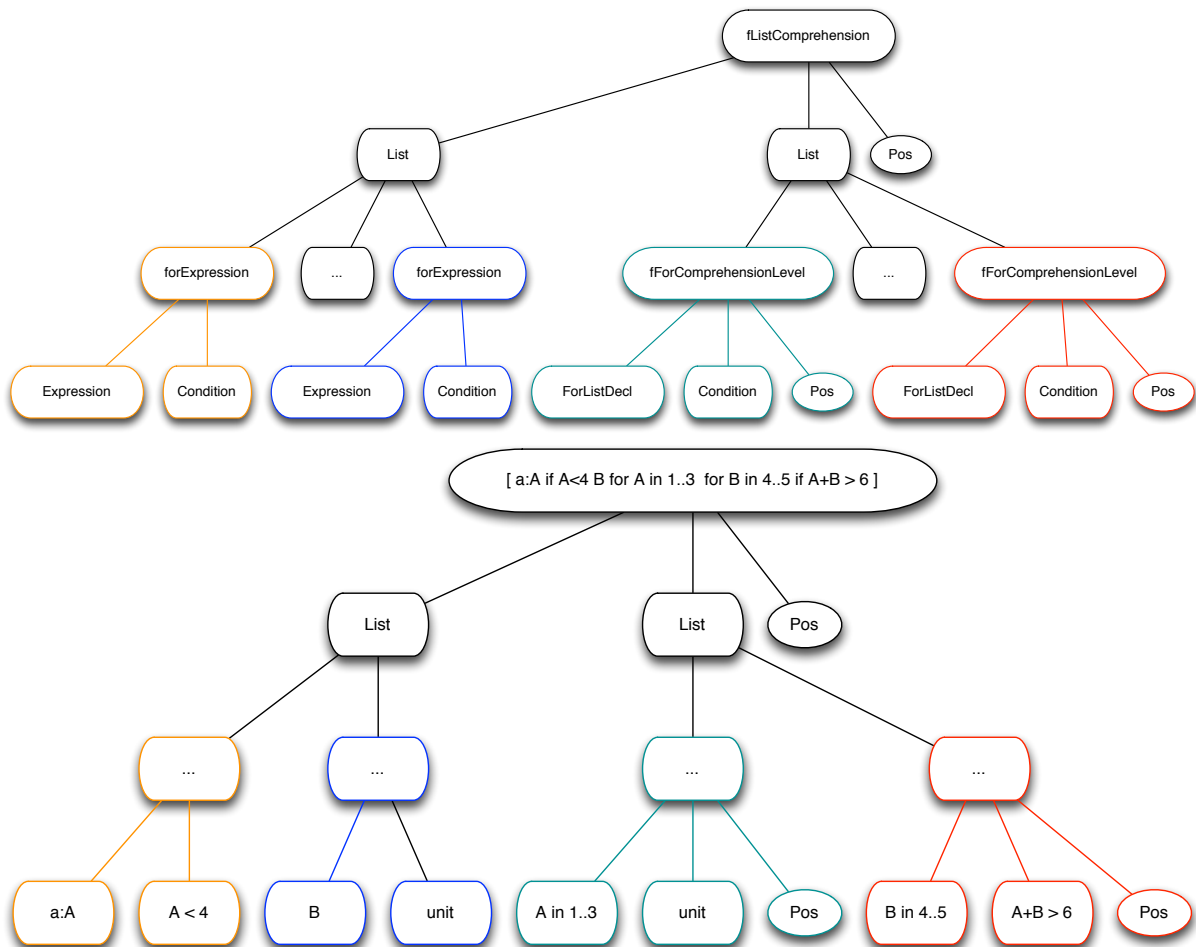 fListComprehension
List
List
Pos
forExpression
...
forExpression
fForComprehensionLevel
...
fForComprehensionLevel
Expression
Condition
Expression
Condition
ForListDecl
Condition
Pos
ForListDecl
Condition
Pos
[ a:A if A<4 B for A in 1..3  for B in 4..5 if A+B > 6 ]
List
List
Pos
...
...
...
...
a:A
A < 4
B
unit
A in 1..3
unit
Pos
B in 4..5
A+B > 6
Pos